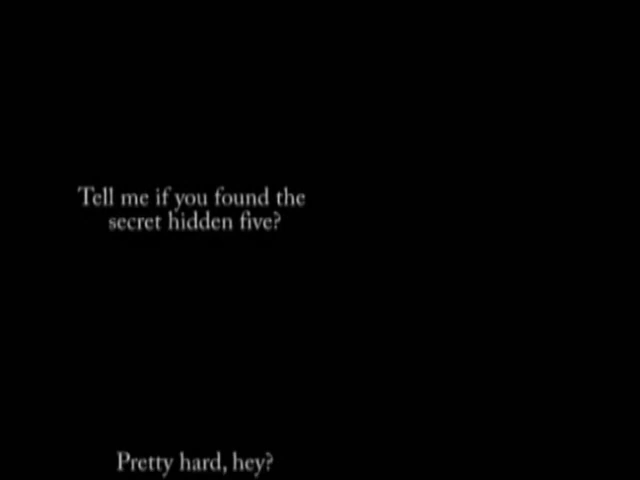 Tell me if you found the
secret hidden five?
Pretty hard, hey?